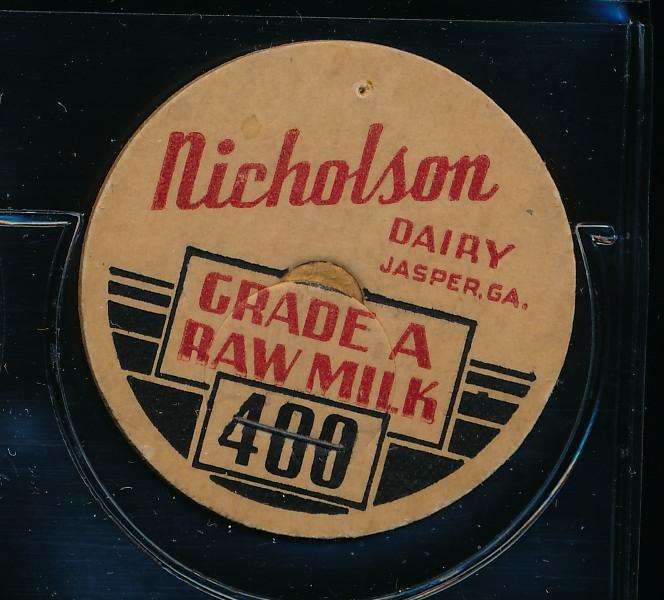 Nicholson
DAIRY
JASPER, GA.
GRADE A
RAW MILK
400